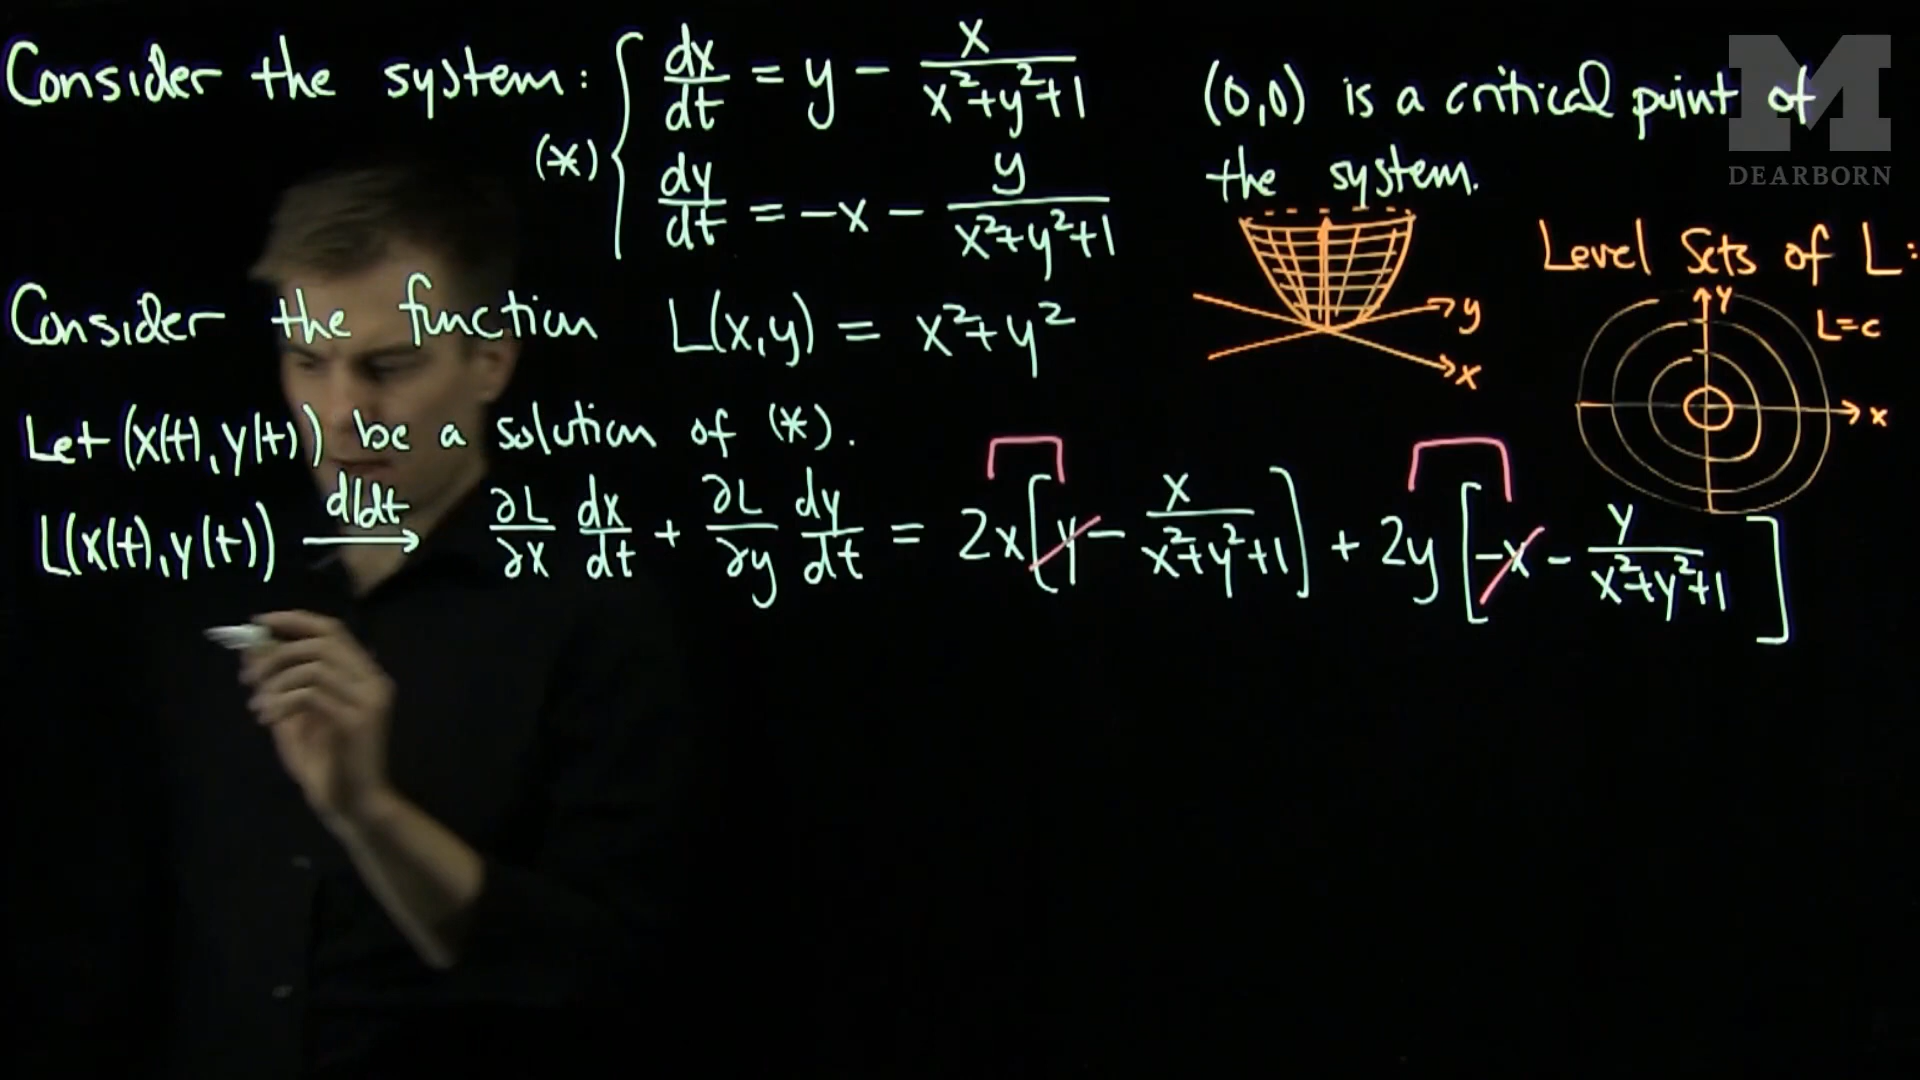 Consider the system: (*) { dx/dt = y - x/(x²+y²+1)
dy/dt = -x - y/(x²+y²+1)
(0,0) is a critical point of
the system.
M
DEARBORN
Consider the function L(x,y) = x²+y²
y
x
Level Sets of L:
y
L=c
x
Let (x(t), y(t)) be a solution of (*).
L(x(t), y(t)) d/dt → ∂L/∂x dx/dt + ∂L/∂y dy/dt = 2x[y - x/(x²+y²+1)] + 2y[-x - y/(x²+y²+1)]